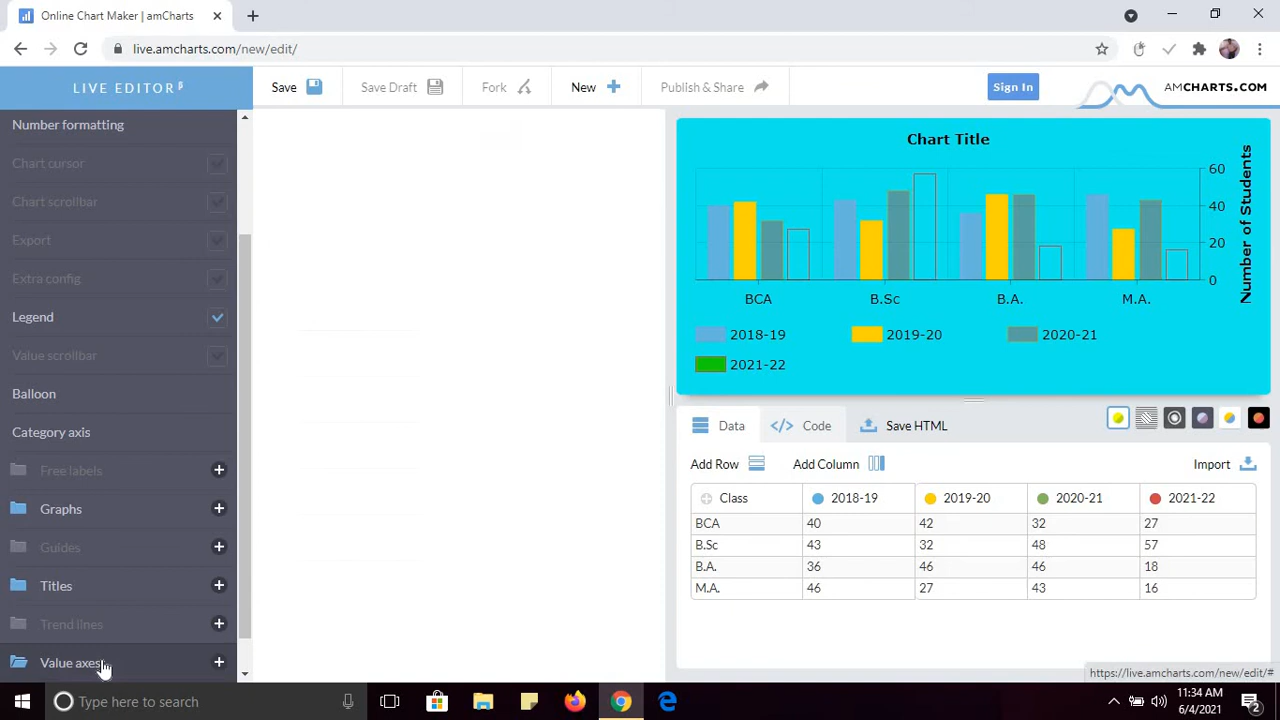 Online Chart Maker | amCharts
live.amcharts.com/new/edit/
LIVE EDITOR β
Save
Save Draft
Fork
New
Publish & Share
Sign In
AMCHARTS.COM
Number formatting
Chart cursor
Chart scrollbar
Export
Extra config
Legend
Value scrollbar
Balloon
Category axis
Free labels
Graphs
Guides
Titles
Trend lines
Value axes
Chart Title
60
40
20
0
Number of Students
BCA B.Sc B.A. M.A.
2018-19 2019-20 2020-21
2021-22
Data
Code
Save HTML
Add Row
Add Column
Import
Class 2018-19 2019-20 2020-21 2021-22
BCA 40 42 32 27
B.Sc 43 32 48 57
B.A. 36 46 46 18
M.A. 46 27 43 16
https://live.amcharts.com/new/edit/#
Type here to search
11:34 AM
6/4/2021
2